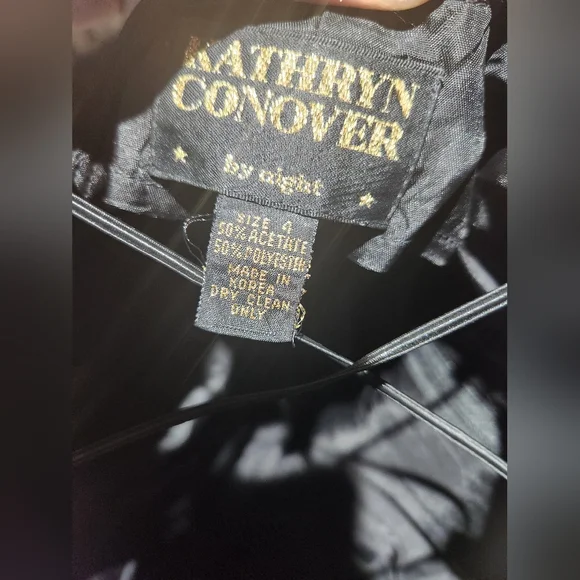 KATHRYN
CONOVER
by night
SIZE 4
50% ACETATE
50% POLYESTER
MADE IN
KOREA
DRY CLEAN
ONLY